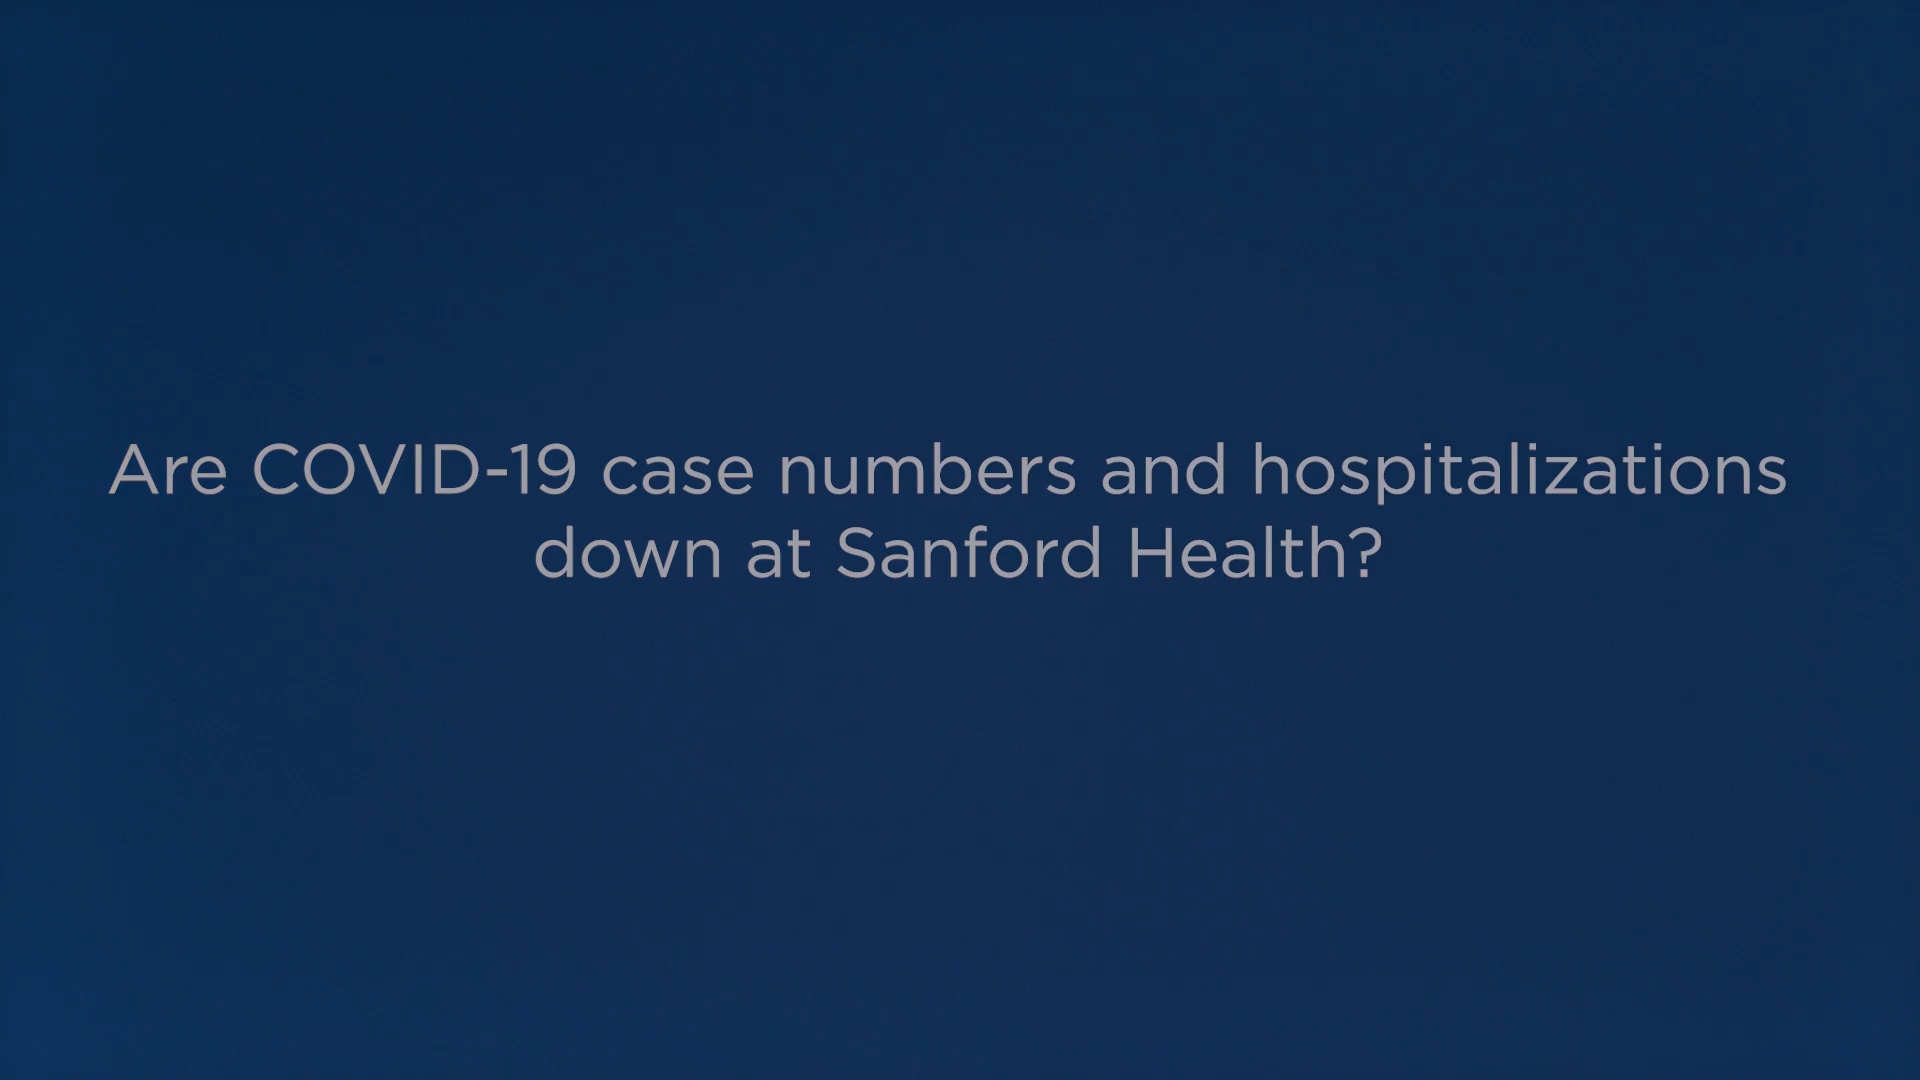 Are COVID-19 case numbers and hospitalizations
down at Sanford Health?